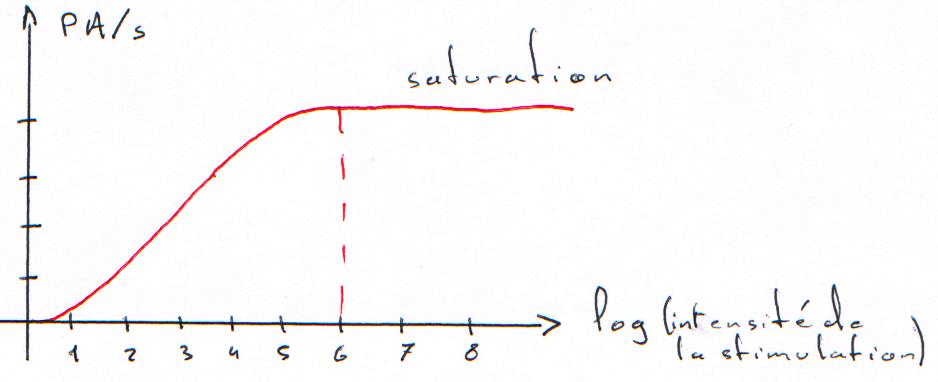 PA/s
saturation
1 2 3 4 5 6 7 8
log (intensité de
la stimulation)